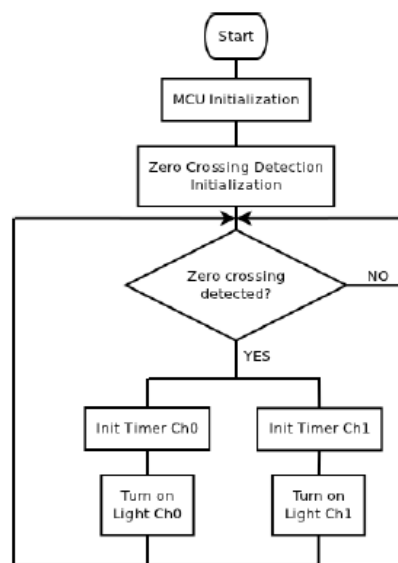 Start
MCU Initialization
Zero Crossing Detection
Initialization
Zero crossing
detected?
NO
YES
Init Timer Ch0
Init Timer Ch1
Turn on
Light Ch0
Turn on
Light Ch1